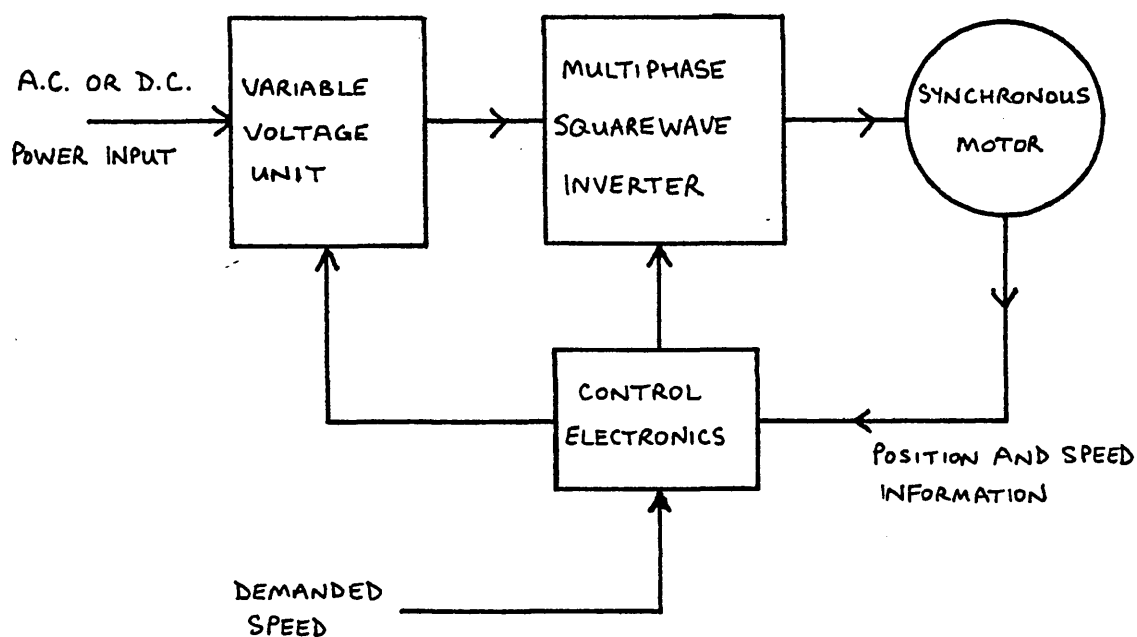 A.C. OR D.C.
POWER INPUT
VARIABLE
VOLTAGE
UNIT
MULTIPHASE
SQUAREWAVE
INVERTER
SYNCHRONOUS
MOTOR
CONTROL
ELECTRONICS
POSITION AND SPEED
INFORMATION
DEMANDED
SPEED